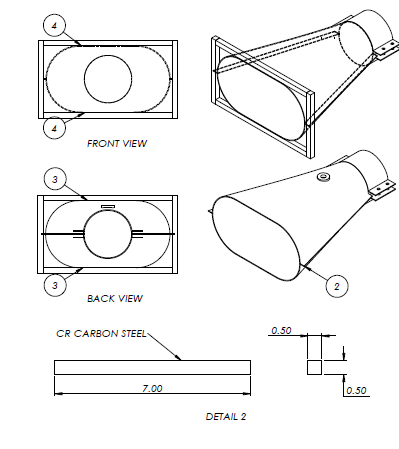 4
4
FRONT VIEW
3
3
BACK VIEW
2
CR CARBON STEEL
7.00
0.50
0.50
DETAIL 2